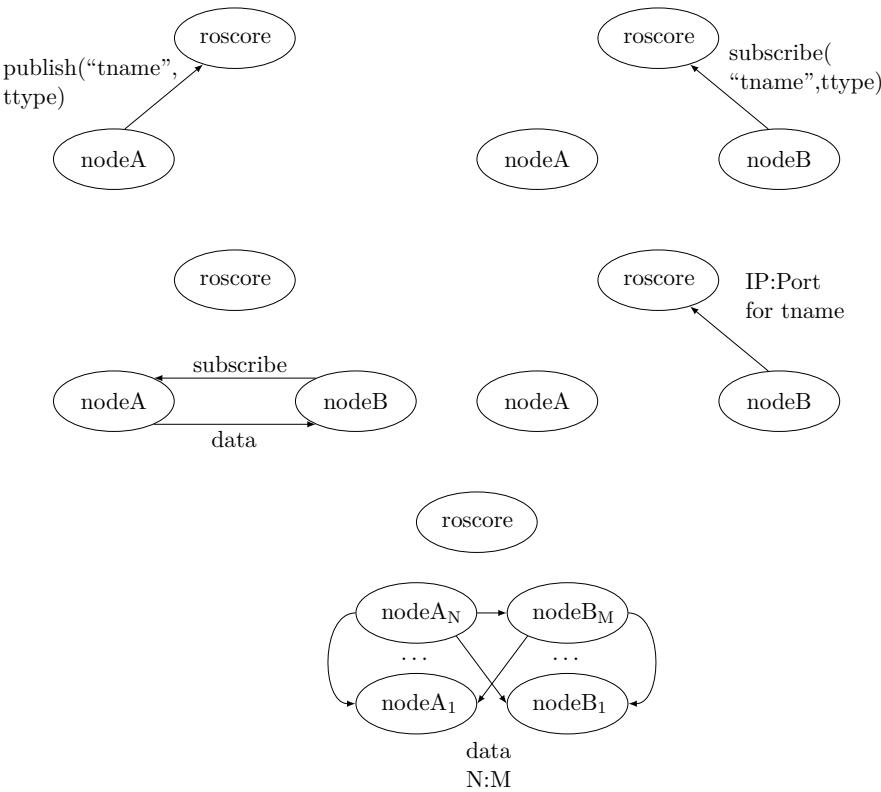 roscore
publish(“tname”,
ttype)
nodeA
roscore
subscribe(
“tname”,ttype)
nodeA
nodeB
roscore
subscribe
nodeA
nodeB
data
roscore
IP:Port
for tname
nodeA
nodeB
roscore
nodeA_N
nodeB_M
...
...
nodeA_1
nodeB_1
data
N:M